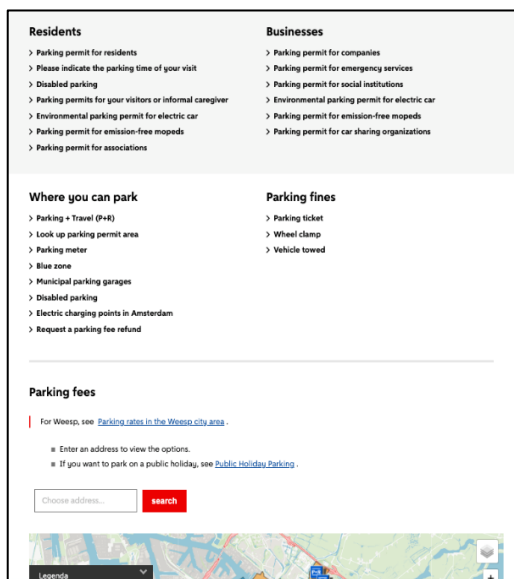 Residents
> Parking permit for residents
> Please indicate the parking time of your visit
> Disabled parking
> Parking permits for your visitors or informal caregiver
> Environmental parking permit for electric car
> Parking permit for emission-free mopeds
> Parking permit for associations
Businesses
> Parking permit for companies
> Parking permit for emergency services
> Parking permit for social institutions
> Environmental parking permit for electric car
> Parking permit for emission-free mopeds
> Parking permit for car sharing organizations
Where you can park
> Parking + Travel (P+R)
> Look up parking permit area
> Parking meter
> Blue zone
> Municipal parking garages
> Disabled parking
> Electric charging points in Amsterdam
> Request a parking fee refund
Parking fines
> Parking ticket
> Wheel clamp
> Vehicle towed
Parking fees
For Weesp, see Parking rates in the Weesp city area .
Enter an address to view the options.
If you want to park on a public holiday, see Public Holiday Parking .
Choose address...
search
Legenda
+